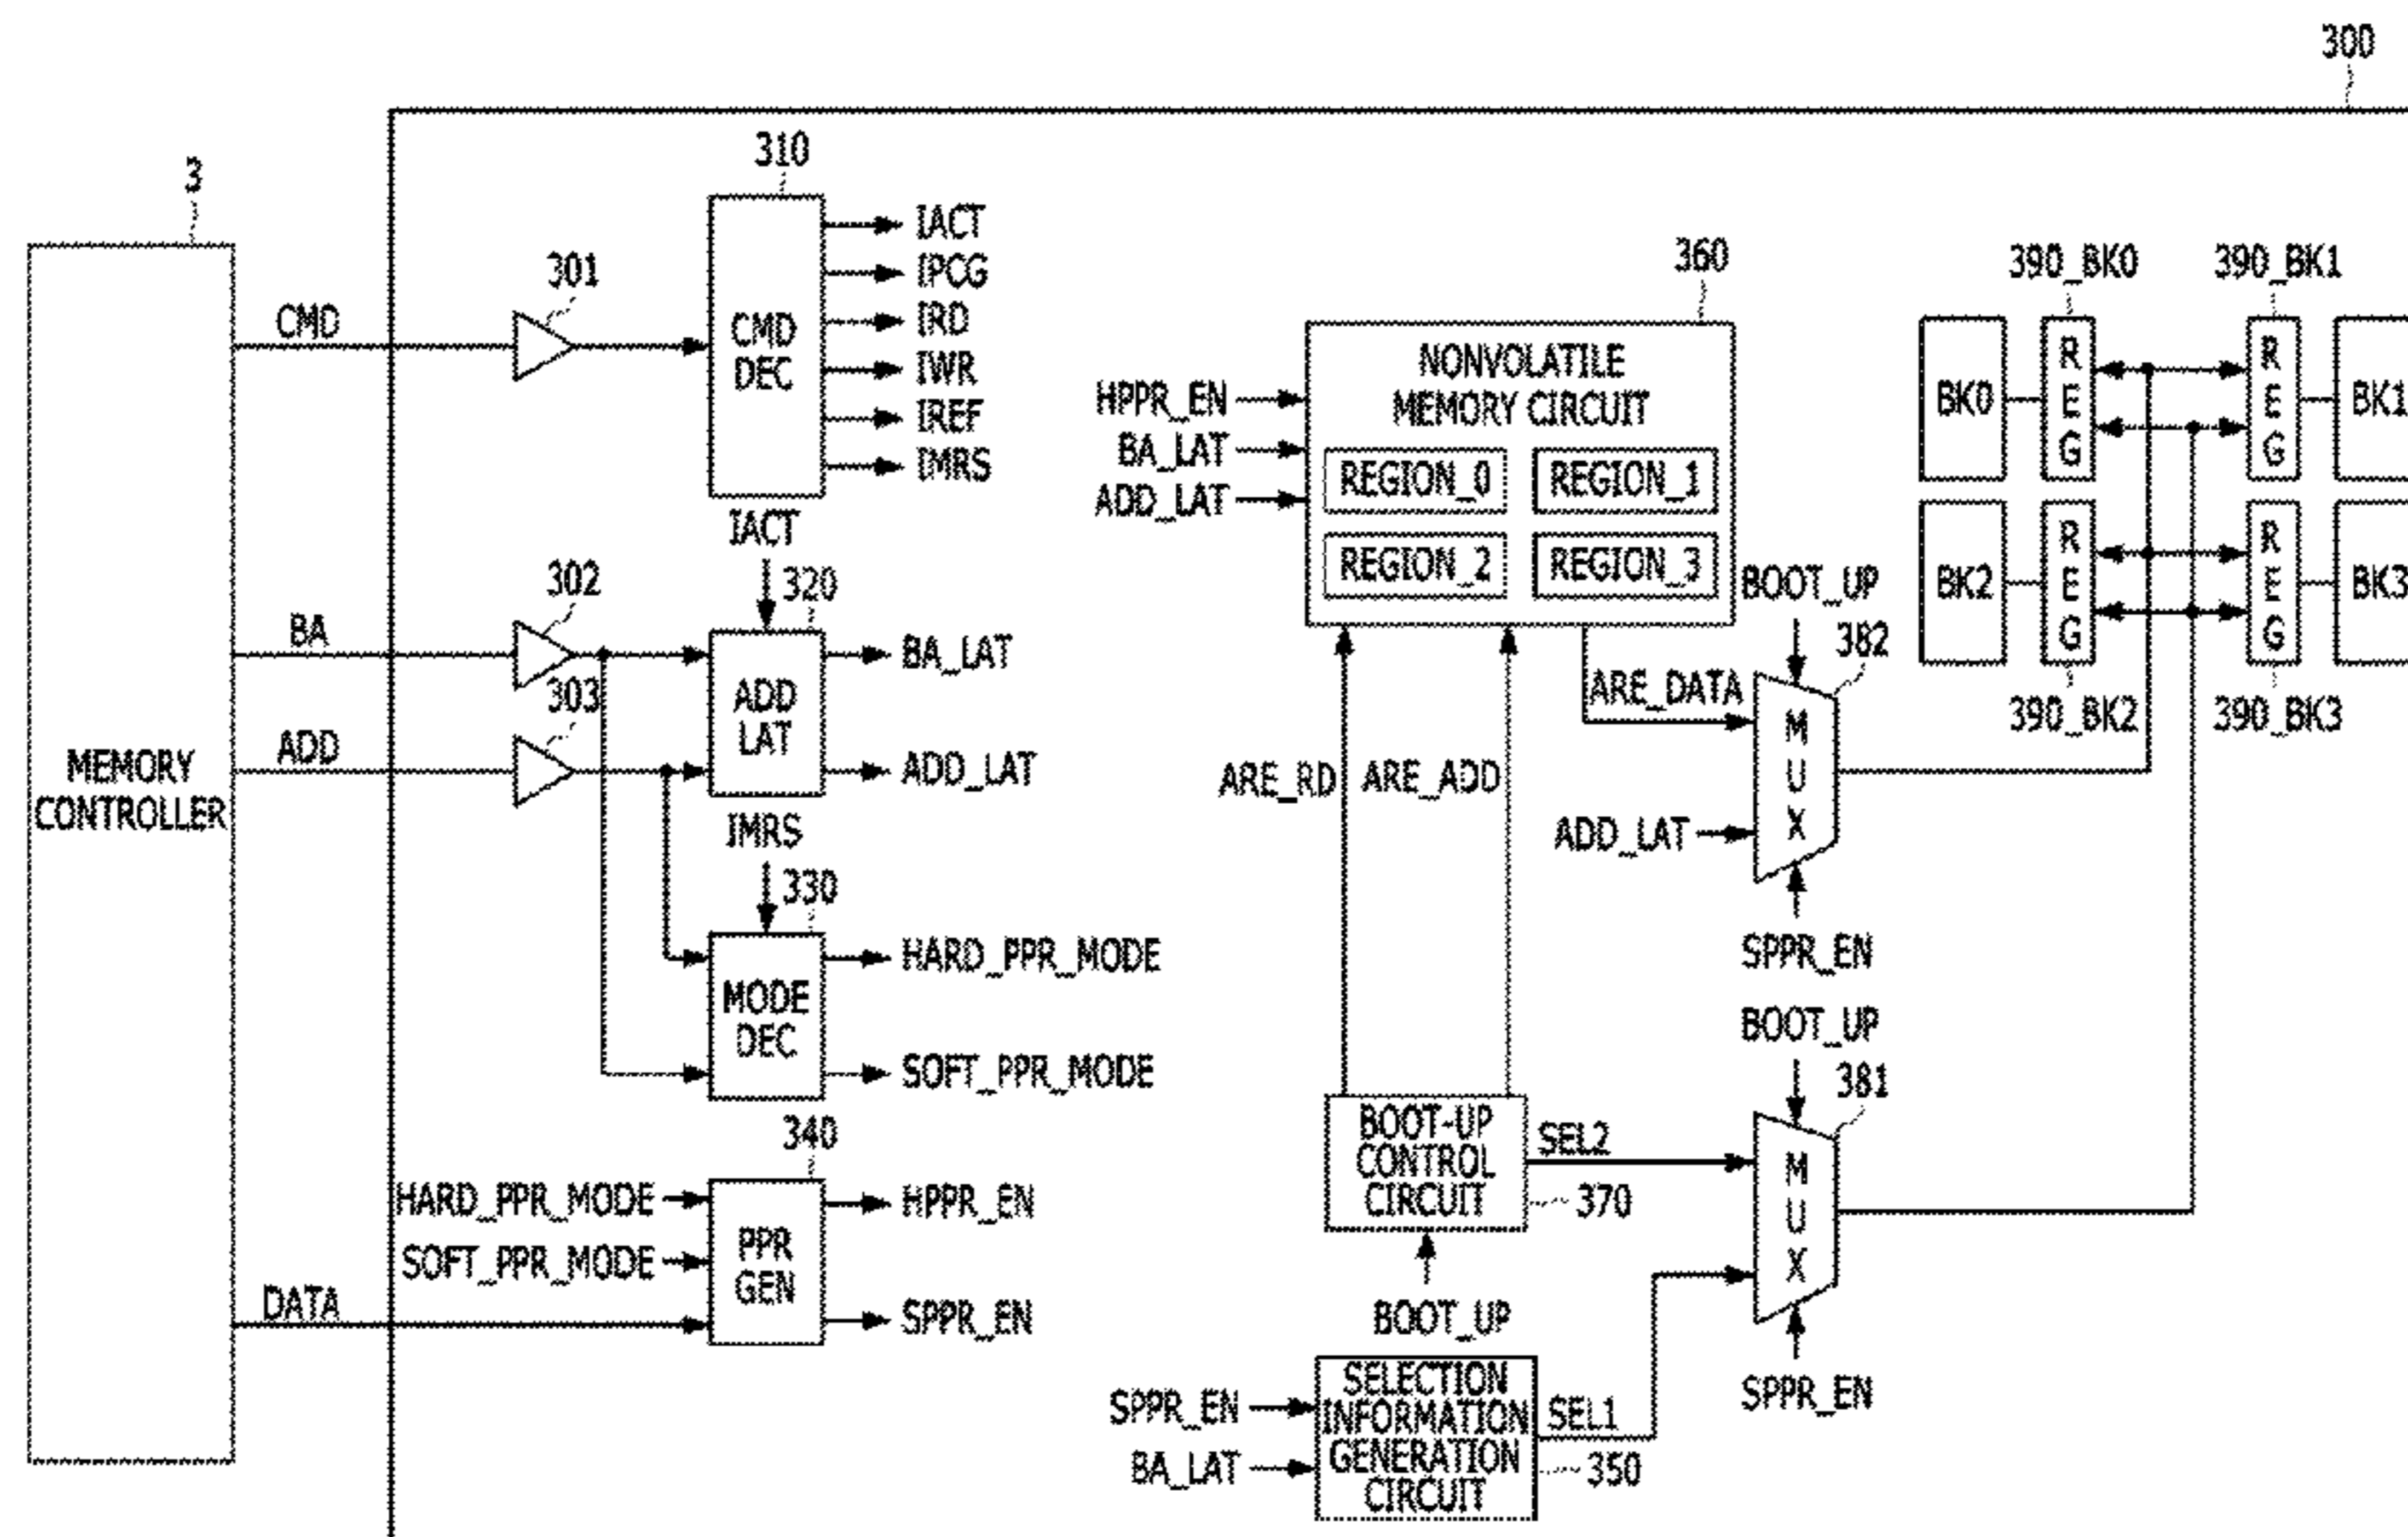 300
3
MEMORY
CONTROLLER
CMD
BA
ADD
DATA
301
302
303
310
CMD
DEC
IACT
IPCG
IRD
IWR
IREF
IMRS
IACT
320
ADD
LAT
BA_LAT
ADD_LAT
IMRS
330
MODE
DEC
HARD_PPR_MODE
SOFT_PPR_MODE
340
HARD_PPR_MODE
SOFT_PPR_MODE
PPR
GEN
HPPR_EN
SPPR_EN
360
NONVOLATILE
MEMORY CIRCUIT
REGION_0
REGION_1
REGION_2
REGION_3
HPPR_EN
BA_LAT
ADD_LAT
ARE_RD
ARE_ADD
ARE_DATA
BOOT_UP
382
MUX
ADD_LAT
SPPR_EN
BOOT-UP
CONTROL
CIRCUIT
370
BOOT_UP
SEL2
BOOT_UP
381
MUX
SPPR_EN
SPPR_EN
BA_LAT
SELECTION
INFORMATION
GENERATION
CIRCUIT
350
SEL1
390_BK0
390_BK1
BK0
REG
REG
BK1
BK2
REG
REG
BK3
390_BK2
390_BK3